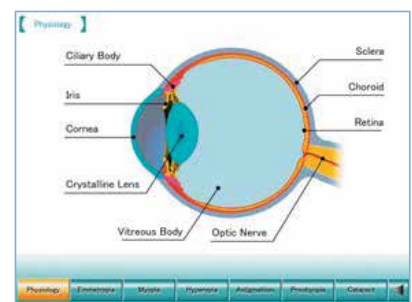 【 Physiology 】
Ciliary Body
Iris
Cornea
Crystalline Lens
Vitreous Body
Optic Nerve
Sclera
Choroid
Retina
Physiology Emmetropia Myopia Hyperopia Astigmatism Presbyopia Cataract